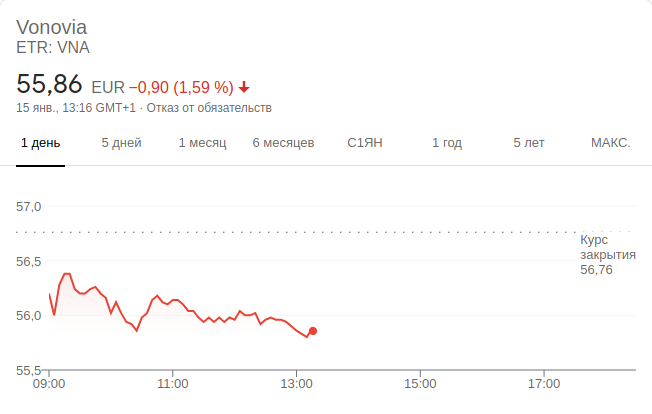 Vonovia
ETR: VNA
55,86 EUR −0,90 (1,59 %)
15 янв., 13:16 GMT+1 · Отказ от обязательств
1 день 5 дней 1 месяц 6 месяцев С1ЯН 1 год 5 лет МАКС.
57,0
Курс
закрытия
56,76
56,5
56,0
55,5
09:00 11:00 13:00 15:00 17:00